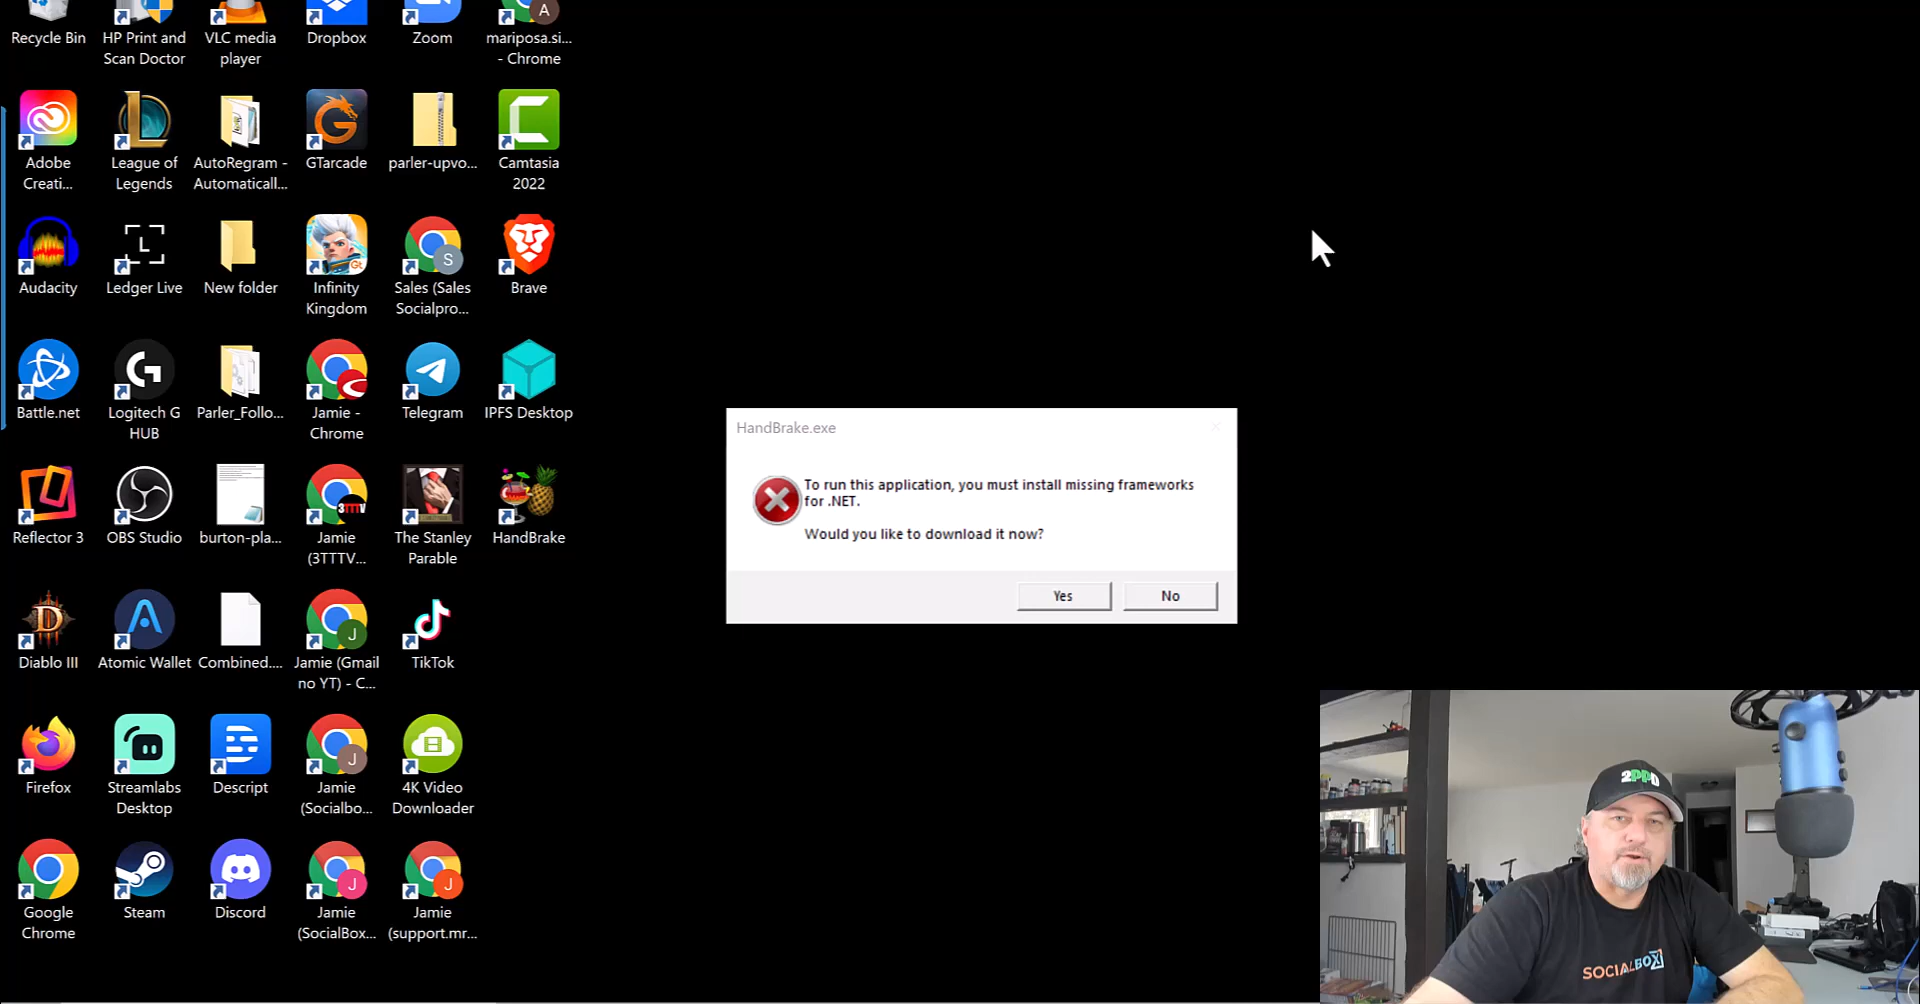 Recycle Bin
HP Print and
Scan Doctor
VLC media
player
Dropbox
Zoom
A
mariposa.si...
- Chrome
Adobe
Creati...
League of
Legends
AutoRegram -
Automaticall...
GTarcade
parler-upvo...
Camtasia
2022
Audacity
L
Ledger Live
New folder
Gt
Infinity
Kingdom
S
Sales (Sales
Socialpro...
Brave
Battle.net
Logitech G
HUB
Parler_Follo...
Jamie -
Chrome
Telegram
IPFS Desktop
Reflector 3
OBS Studio
burton-pla...
3TTTV
Jamie
(3TTTV...
The Stanley
Parable
HandBrake
Diablo III
Atomic Wallet
Combined....
J
Jamie (Gmail
no YT) - C...
TikTok
Firefox
Streamlabs
Desktop
Descript
J
Jamie
(Socialbo...
4K Video
Downloader
Google
Chrome
Steam
Discord
J
Jamie
(SocialBox...
J
Jamie
(support.mr...
HandBrake.exe
To run this application, you must install missing frameworks
for .NET.
Would you like to download it now?
Yes
No
2PPD
SOCIALBOX